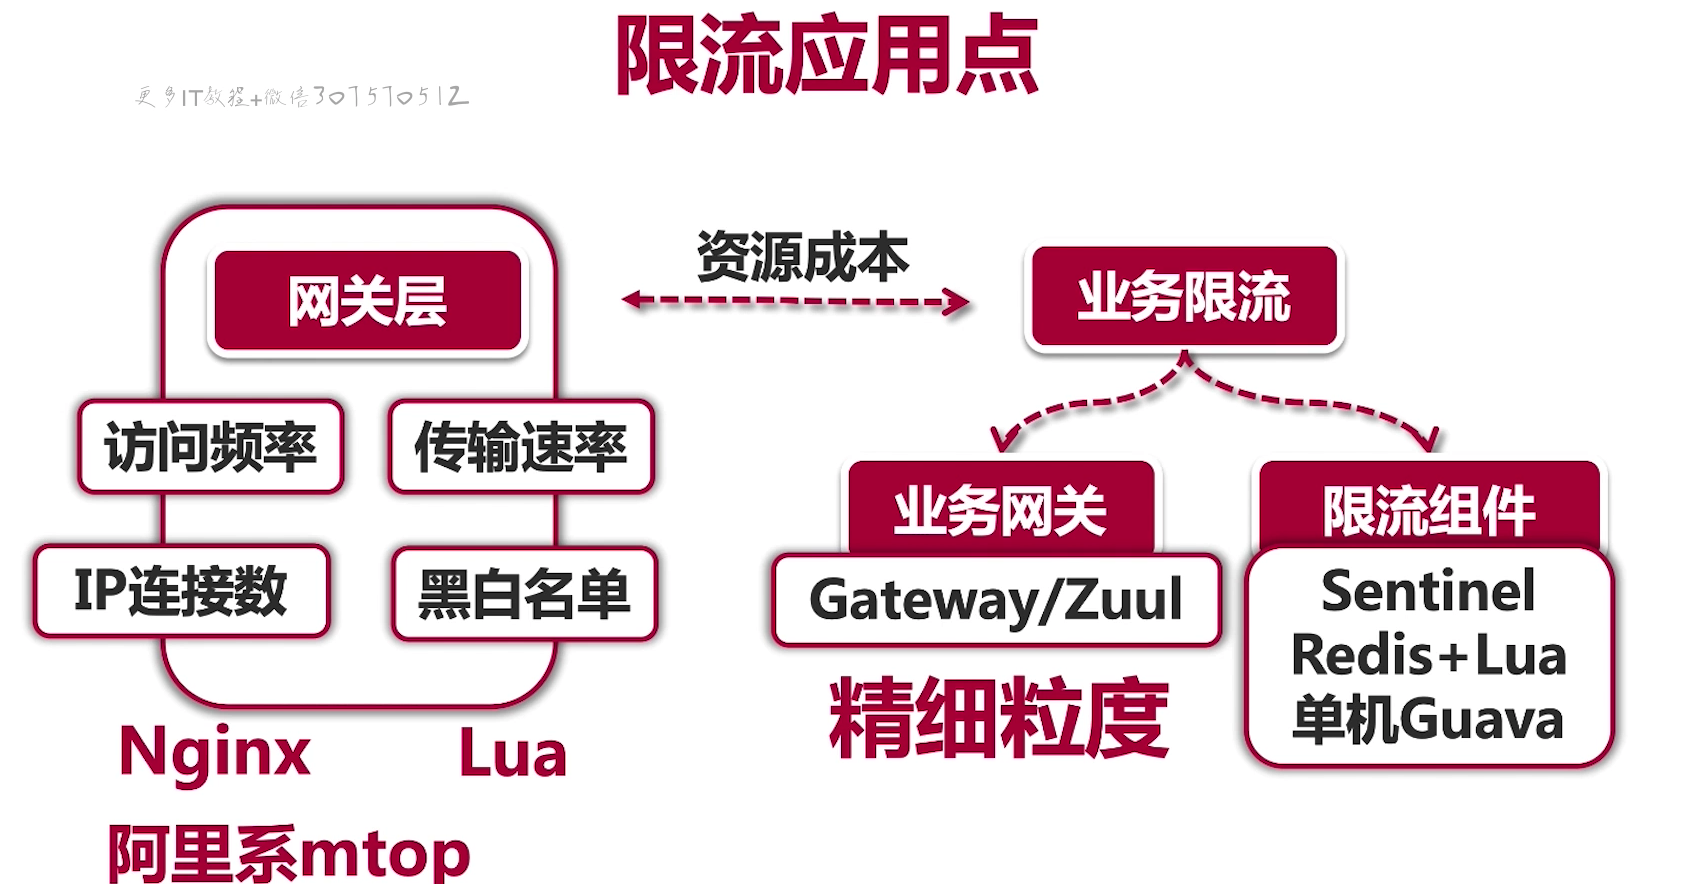 限流应用点
更多IT教程+微信307570512
网关层
访问频率
传输速率
IP连接数
黑白名单
Nginx
Lua
阿里系mtop
资源成本
业务限流
业务网关
Gateway/Zuul
精细粒度
限流组件
Sentinel
Redis+Lua
单机Guava